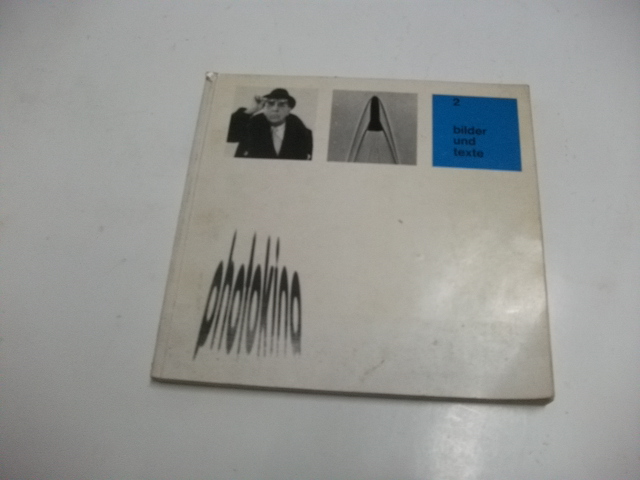 2
bilder
und
texte
photokina